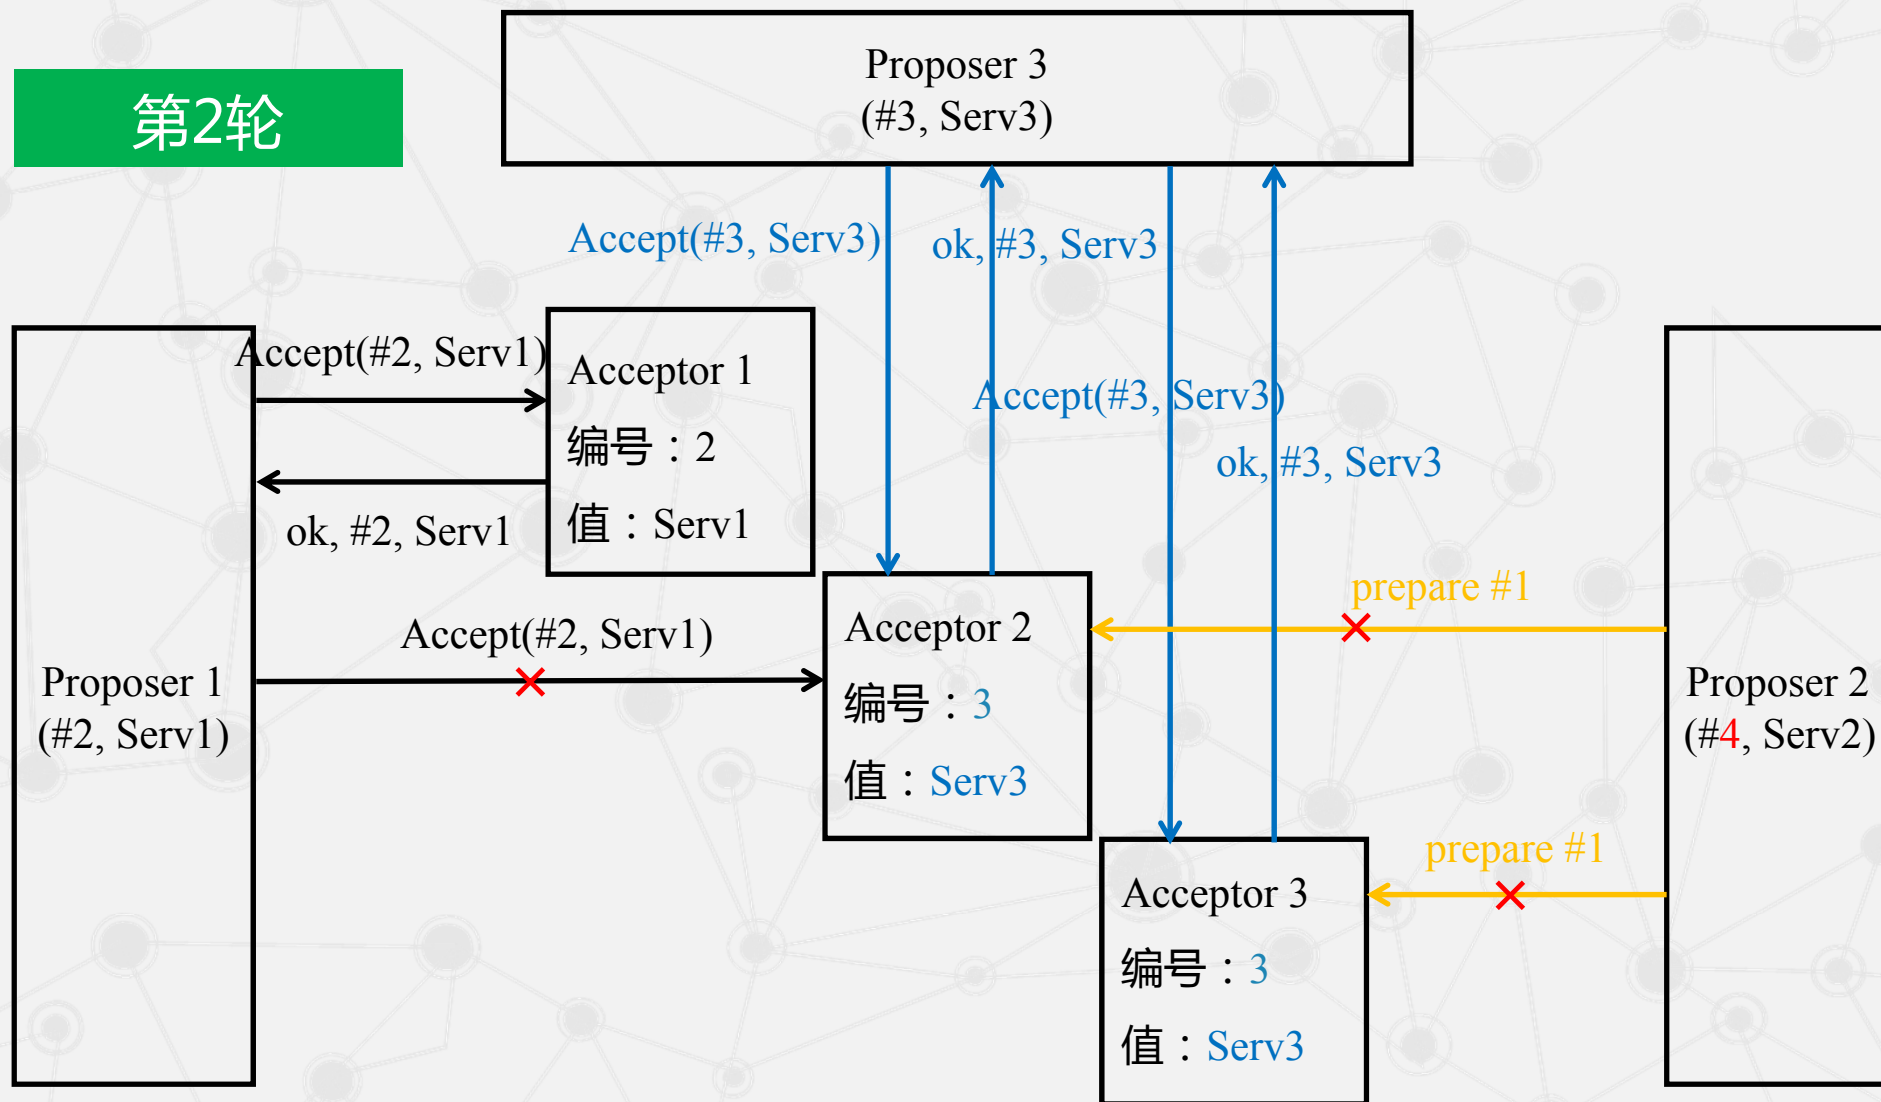 第2轮
Proposer 3
(#3, Serv3)
Accept(#3, Serv3)
ok, #3, Serv3
Accept(#2, Serv1)
Acceptor 1
编号：2
值：Serv1
ok, #2, Serv1
Accept(#3, Serv3)
ok, #3, Serv3
Accept(#2, Serv1)
Proposer 1
(#2, Serv1)
Acceptor 2
编号：3
值：Serv3
prepare #1
Proposer 2
(#4, Serv2)
prepare #1
Acceptor 3
编号：3
值：Serv3